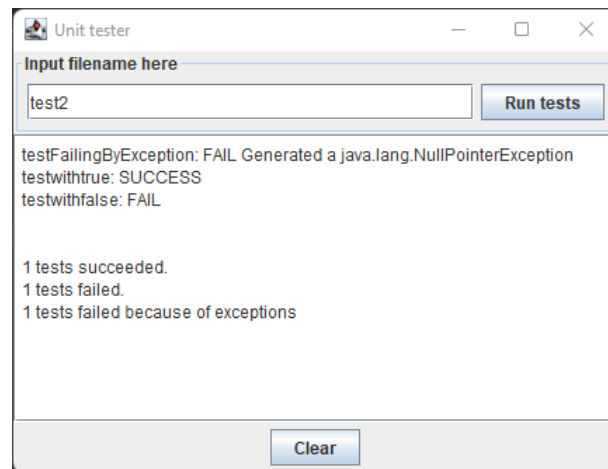 Unit tester
Input filename here
test2
Run tests
testFailingByException: FAIL Generated a java.lang.NullPointerException
testwithtrue: SUCCESS
testwithfalse: FAIL
1 tests succeeded.
1 tests failed.
1 tests failed because of exceptions
Clear